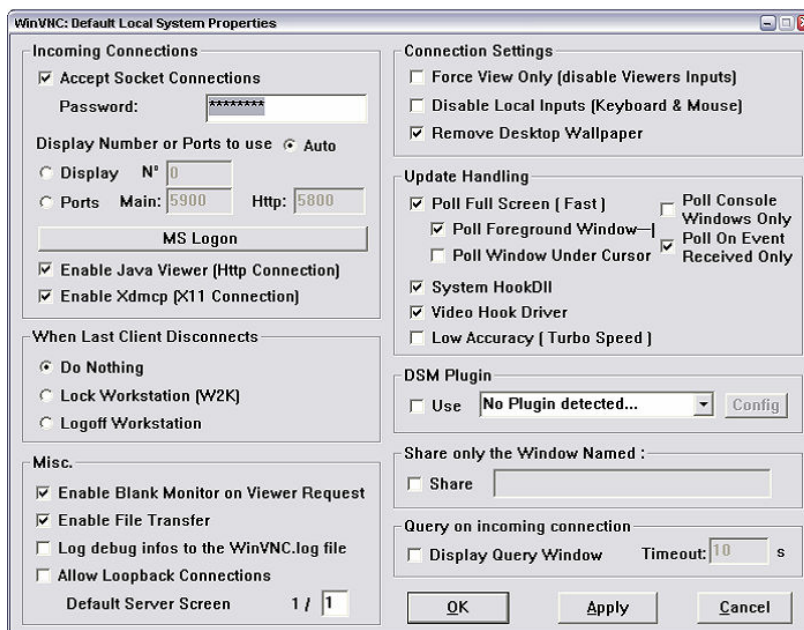 WinVNC: Default Local System Properties
Incoming Connections
Accept Socket Connections
Password: ********
Display Number or Ports to use Auto
Display N° 0
Ports Main: 5900 Http: 5800
MS Logon
Enable Java Viewer (Http Connection)
Enable Xdmcp (X11 Connection)
When Last Client Disconnects
Do Nothing
Lock Workstation (W2K)
Logoff Workstation
Misc.
Enable Blank Monitor on Viewer Request
Enable File Transfer
Log debug infos to the WinVNC.log file
Allow Loopback Connections
Default Server Screen 1 / 1
Connection Settings
Force View Only (disable Viewers Inputs)
Disable Local Inputs (Keyboard & Mouse)
Remove Desktop Wallpaper
Update Handling
Poll Full Screen ( Fast )
Poll Foreground Window
Poll Window Under Cursor
Poll Console
Windows Only
Poll On Event
Received Only
System HookDll
Video Hook Driver
Low Accuracy ( Turbo Speed )
DSM Plugin
Use No Plugin detected... Config
Share only the Window Named :
Share
Query on incoming connection
Display Query Window Timeout: 10 s
OK Apply Cancel